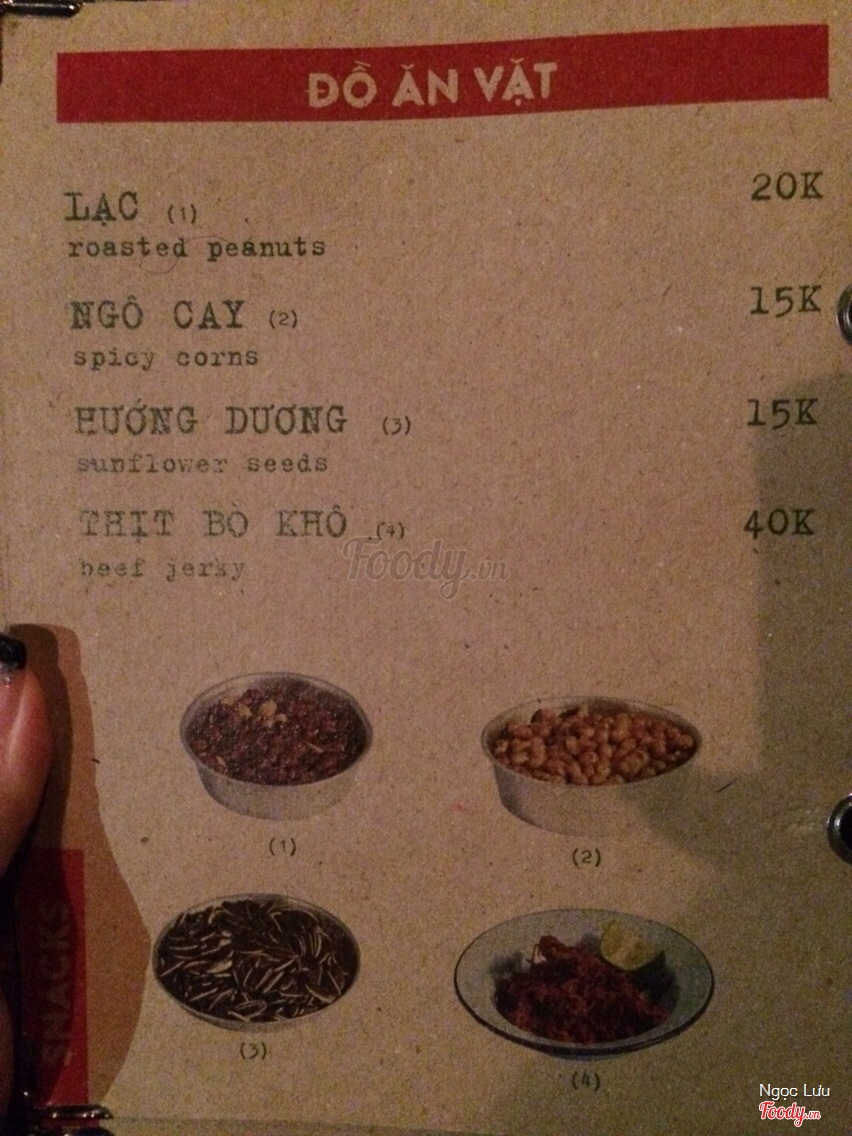 ĐỒ ĂN VẶT
LẠC (1) 20K
roasted peanuts
NGÔ CAY (2) 15K
spicy corns
HƯỚNG DƯƠNG (3) 15K
sunflower seeds
THỊT BÒ KHÔ (4) 40K
beef jerky
Foody.vn
(1)
(2)
(3)
(4)
SNACKS
Ngọc Lưu
Foody.vn